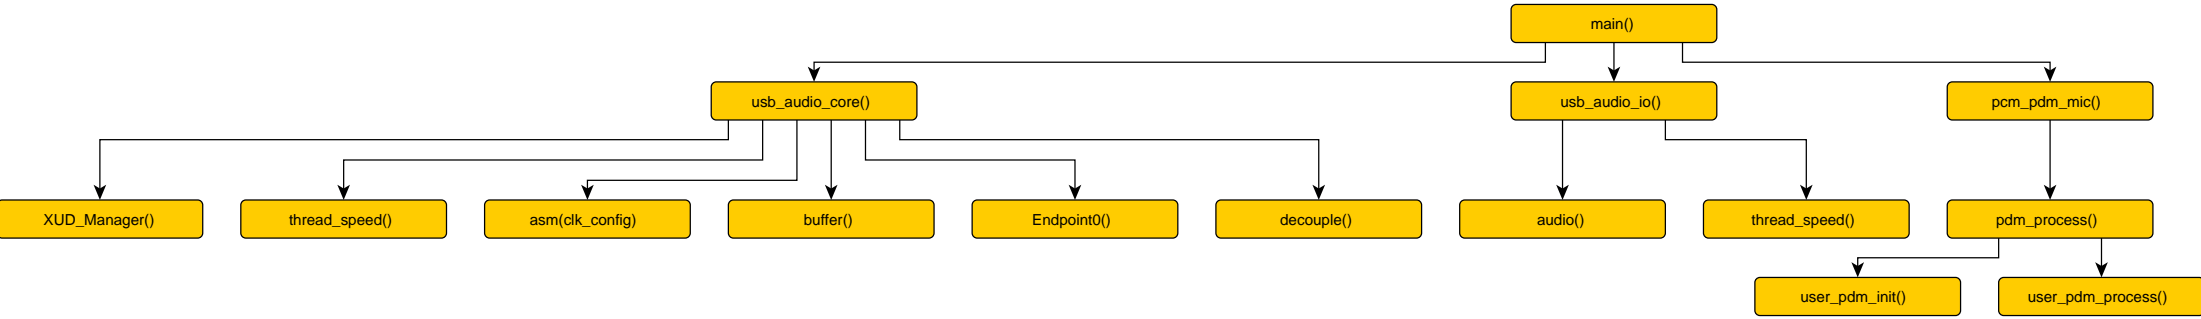 main()
usb_audio_core()
usb_audio_io()
pcm_pdm_mic()
XUD_Manager()
thread_speed()
asm(clk_config)
buffer()
Endpoint0()
decouple()
audio()
thread_speed()
pdm_process()
user_pdm_init()
user_pdm_process()